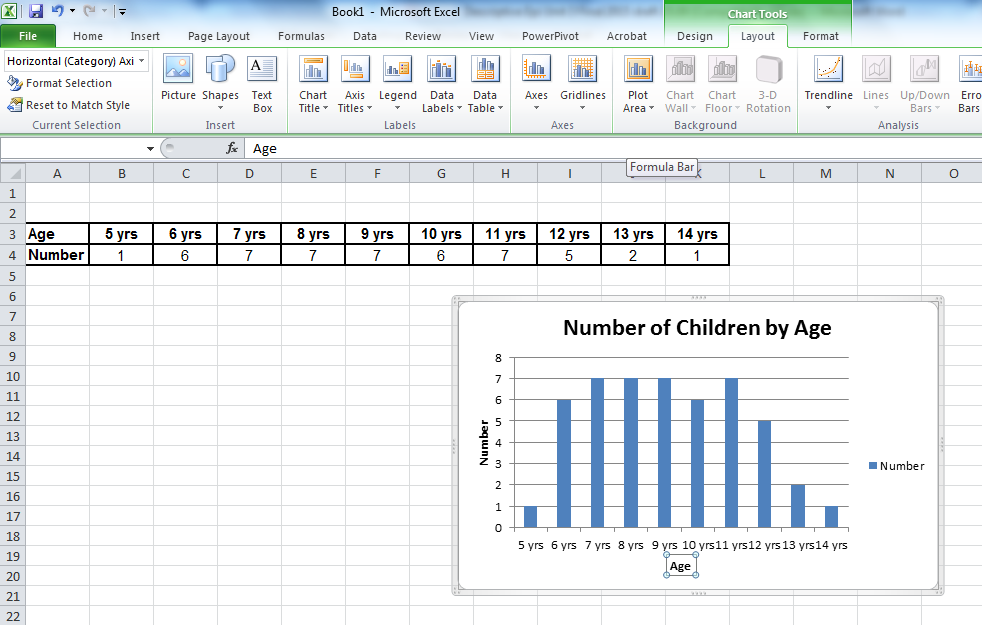 Book1 - Microsoft Excel
Chart Tools
File Home Insert Page Layout Formulas Data Review View PowerPivot Acrobat Design Layout Format
Horizontal (Category) Axi
Format Selection
Reset to Match Style
Current Selection
Picture Shapes Text Box
Insert
Chart Title Axis Titles Legend Data Labels Data Table
Labels
Axes Gridlines
Axes
Plot Area Chart Wall Chart Floor 3-D Rotation
Background
Trendline Lines Up/Down Bars Erro Bars
Analysis
fx Age
Formula Bar
A B C D E F G H I K L M N O
1
2
3 Age 5 yrs 6 yrs 7 yrs 8 yrs 9 yrs 10 yrs 11 yrs 12 yrs 13 yrs 14 yrs
4 Number 1 6 7 7 7 6 7 5 2 1
5
6
7
8
9
10
11
12
13
14
15
16
17
18
19
20
21
22
Number of Children by Age
8
7
6
5
4
3
2
1
0
Number
5 yrs 6 yrs 7 yrs 8 yrs 9 yrs 10 yrs 11 yrs 12 yrs 13 yrs 14 yrs
Age
Number